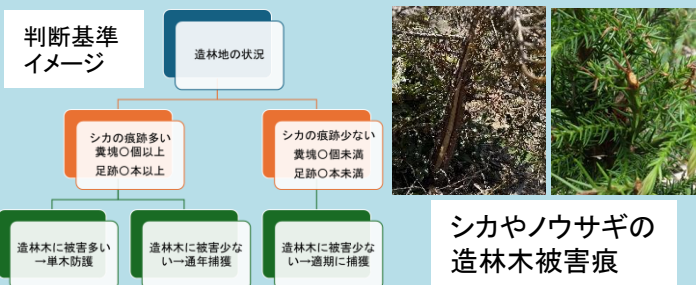 判断基準
イメージ
造林地の状況
シカの痕跡多い
糞塊〇個以上
足跡〇本以上
シカの痕跡少ない
糞塊〇個未満
足跡〇本未満
造林木に被害多い
→単木防護
造林木に被害少な
い→通年捕獲
造林木に被害少な
い→適期に捕獲
シカやノウサギの
造林木被害痕